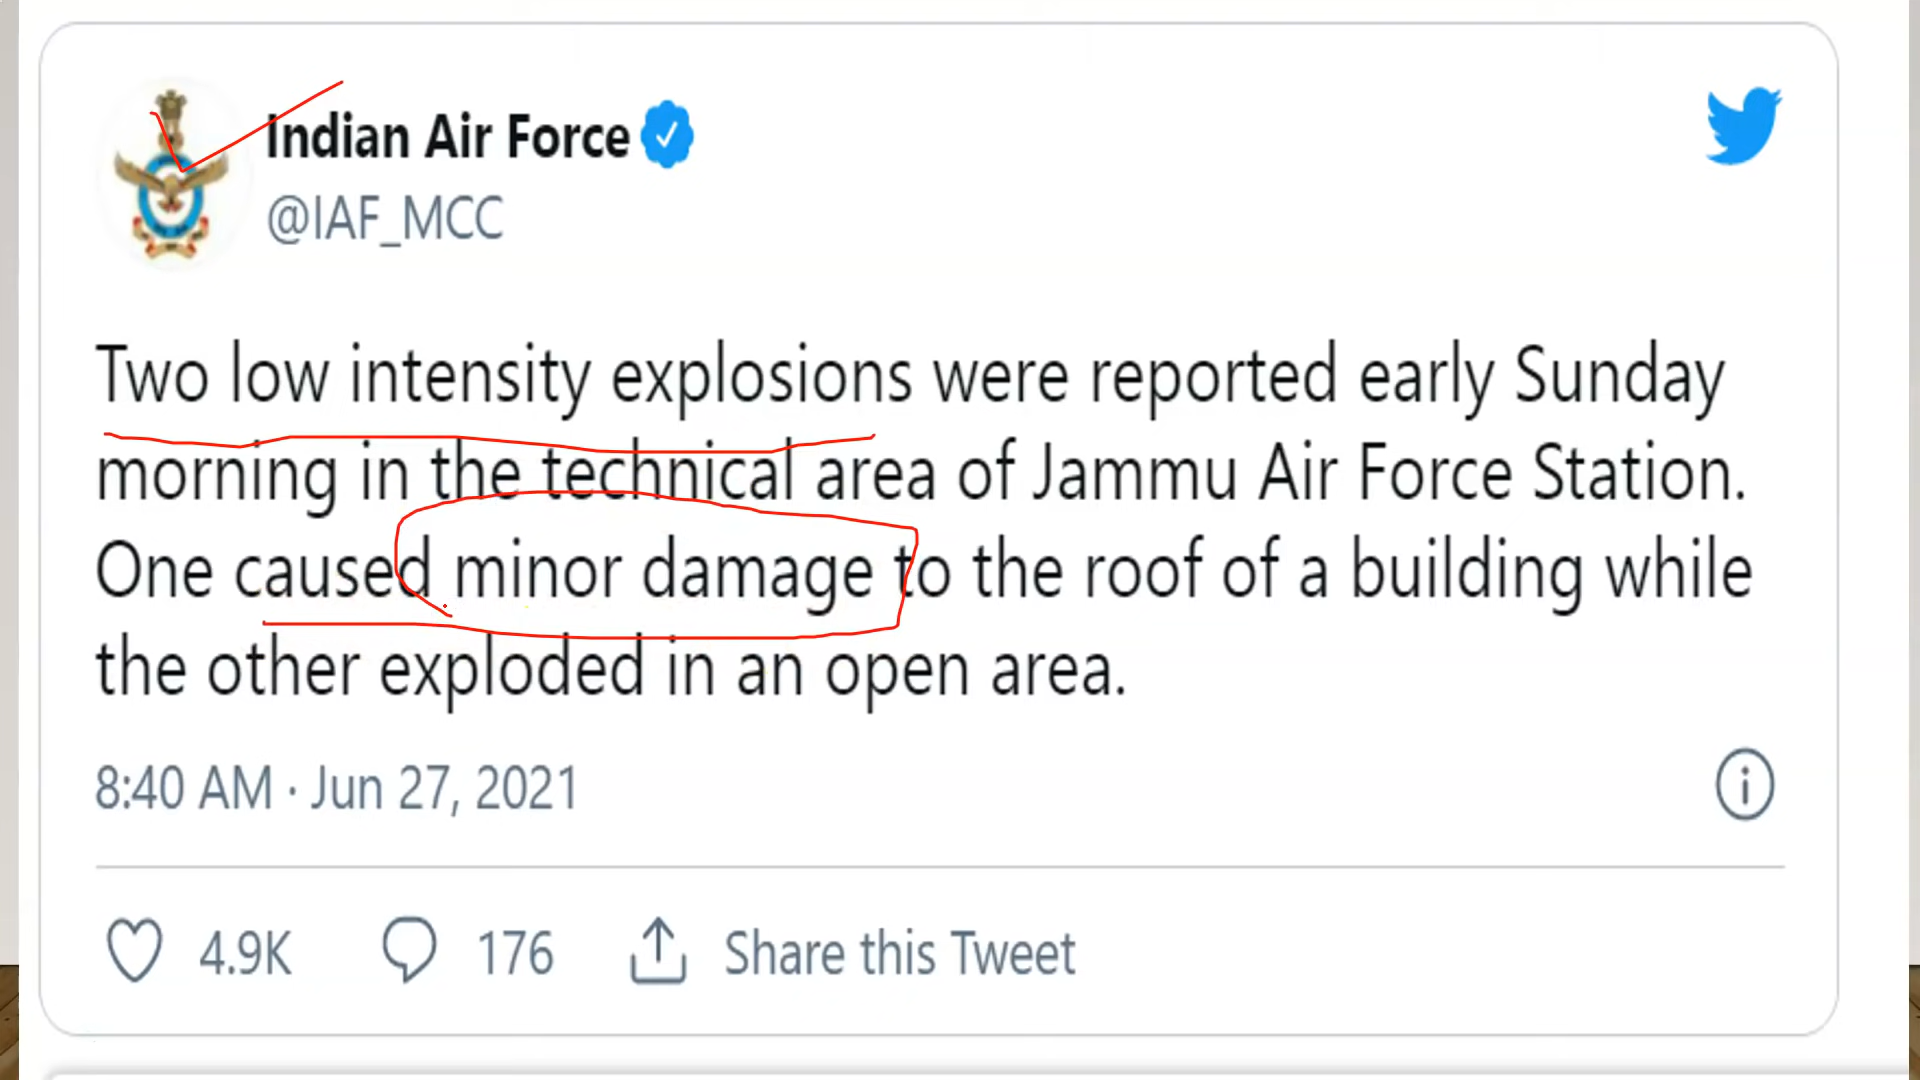 Indian Air Force
@IAF_MCC
Two low intensity explosions were reported early Sunday
morning in the technical area of Jammu Air Force Station.
One caused minor damage to the roof of a building while
the other exploded in an open area.
8:40 AM · Jun 27, 2021
4.9K 176 Share this Tweet